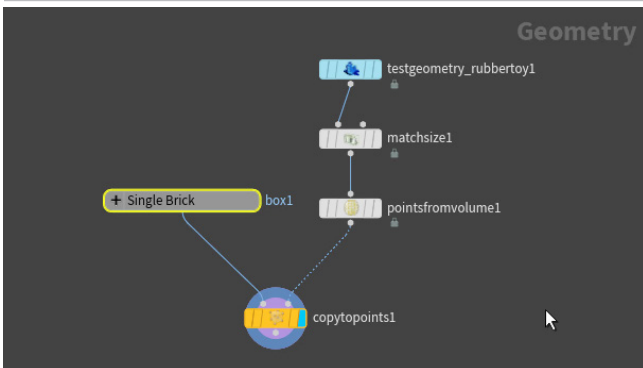 Geometry
testgeometry_rubbertoy1
matchsize1
+ Single Brick box1
pointsfromvolume1
copytopoints1